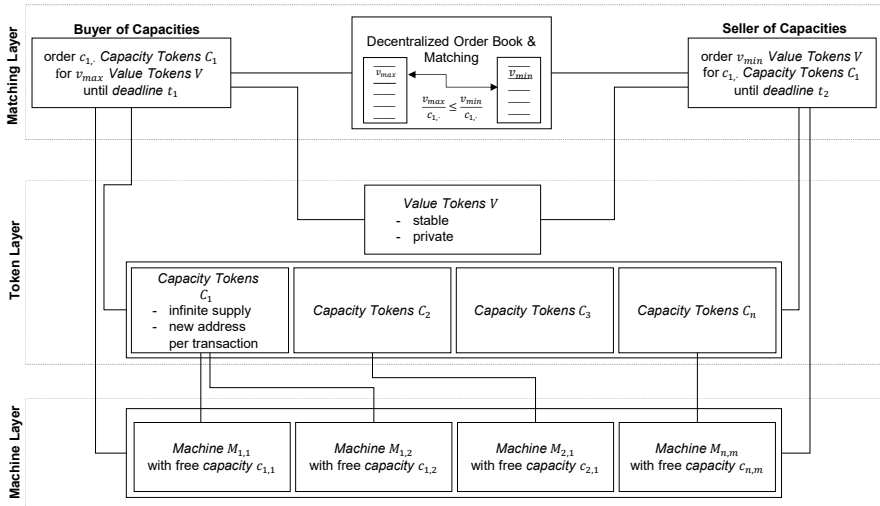 Matching Layer
Buyer of Capacities
order c₁,. Capacity Tokens C₁
for vₘₐₓ Value Tokens V
until deadline t₁
Decentralized Order Book &
Matching
vₘₐₓ
vₘᵢₙ
vₘₐₓ/c₁,. ≤ vₘᵢₙ/c₁,.
Seller of Capacities
order vₘᵢₙ Value Tokens V
for c₁,. Capacity Tokens C₁
until deadline t₂
Token Layer
Value Tokens V
- stable
- private
Capacity Tokens
C₁
- infinite supply
- new address
per transaction
Capacity Tokens C₂
Capacity Tokens C₃
Capacity Tokens Cₙ
Machine Layer
Machine M₁,₁
with free capacity c₁,₁
Machine M₁,₂
with free capacity c₁,₂
Machine M₂,₁
with free capacity c₂,₁
Machine Mₙ,ₘ
with free capacity cₙ,ₘ